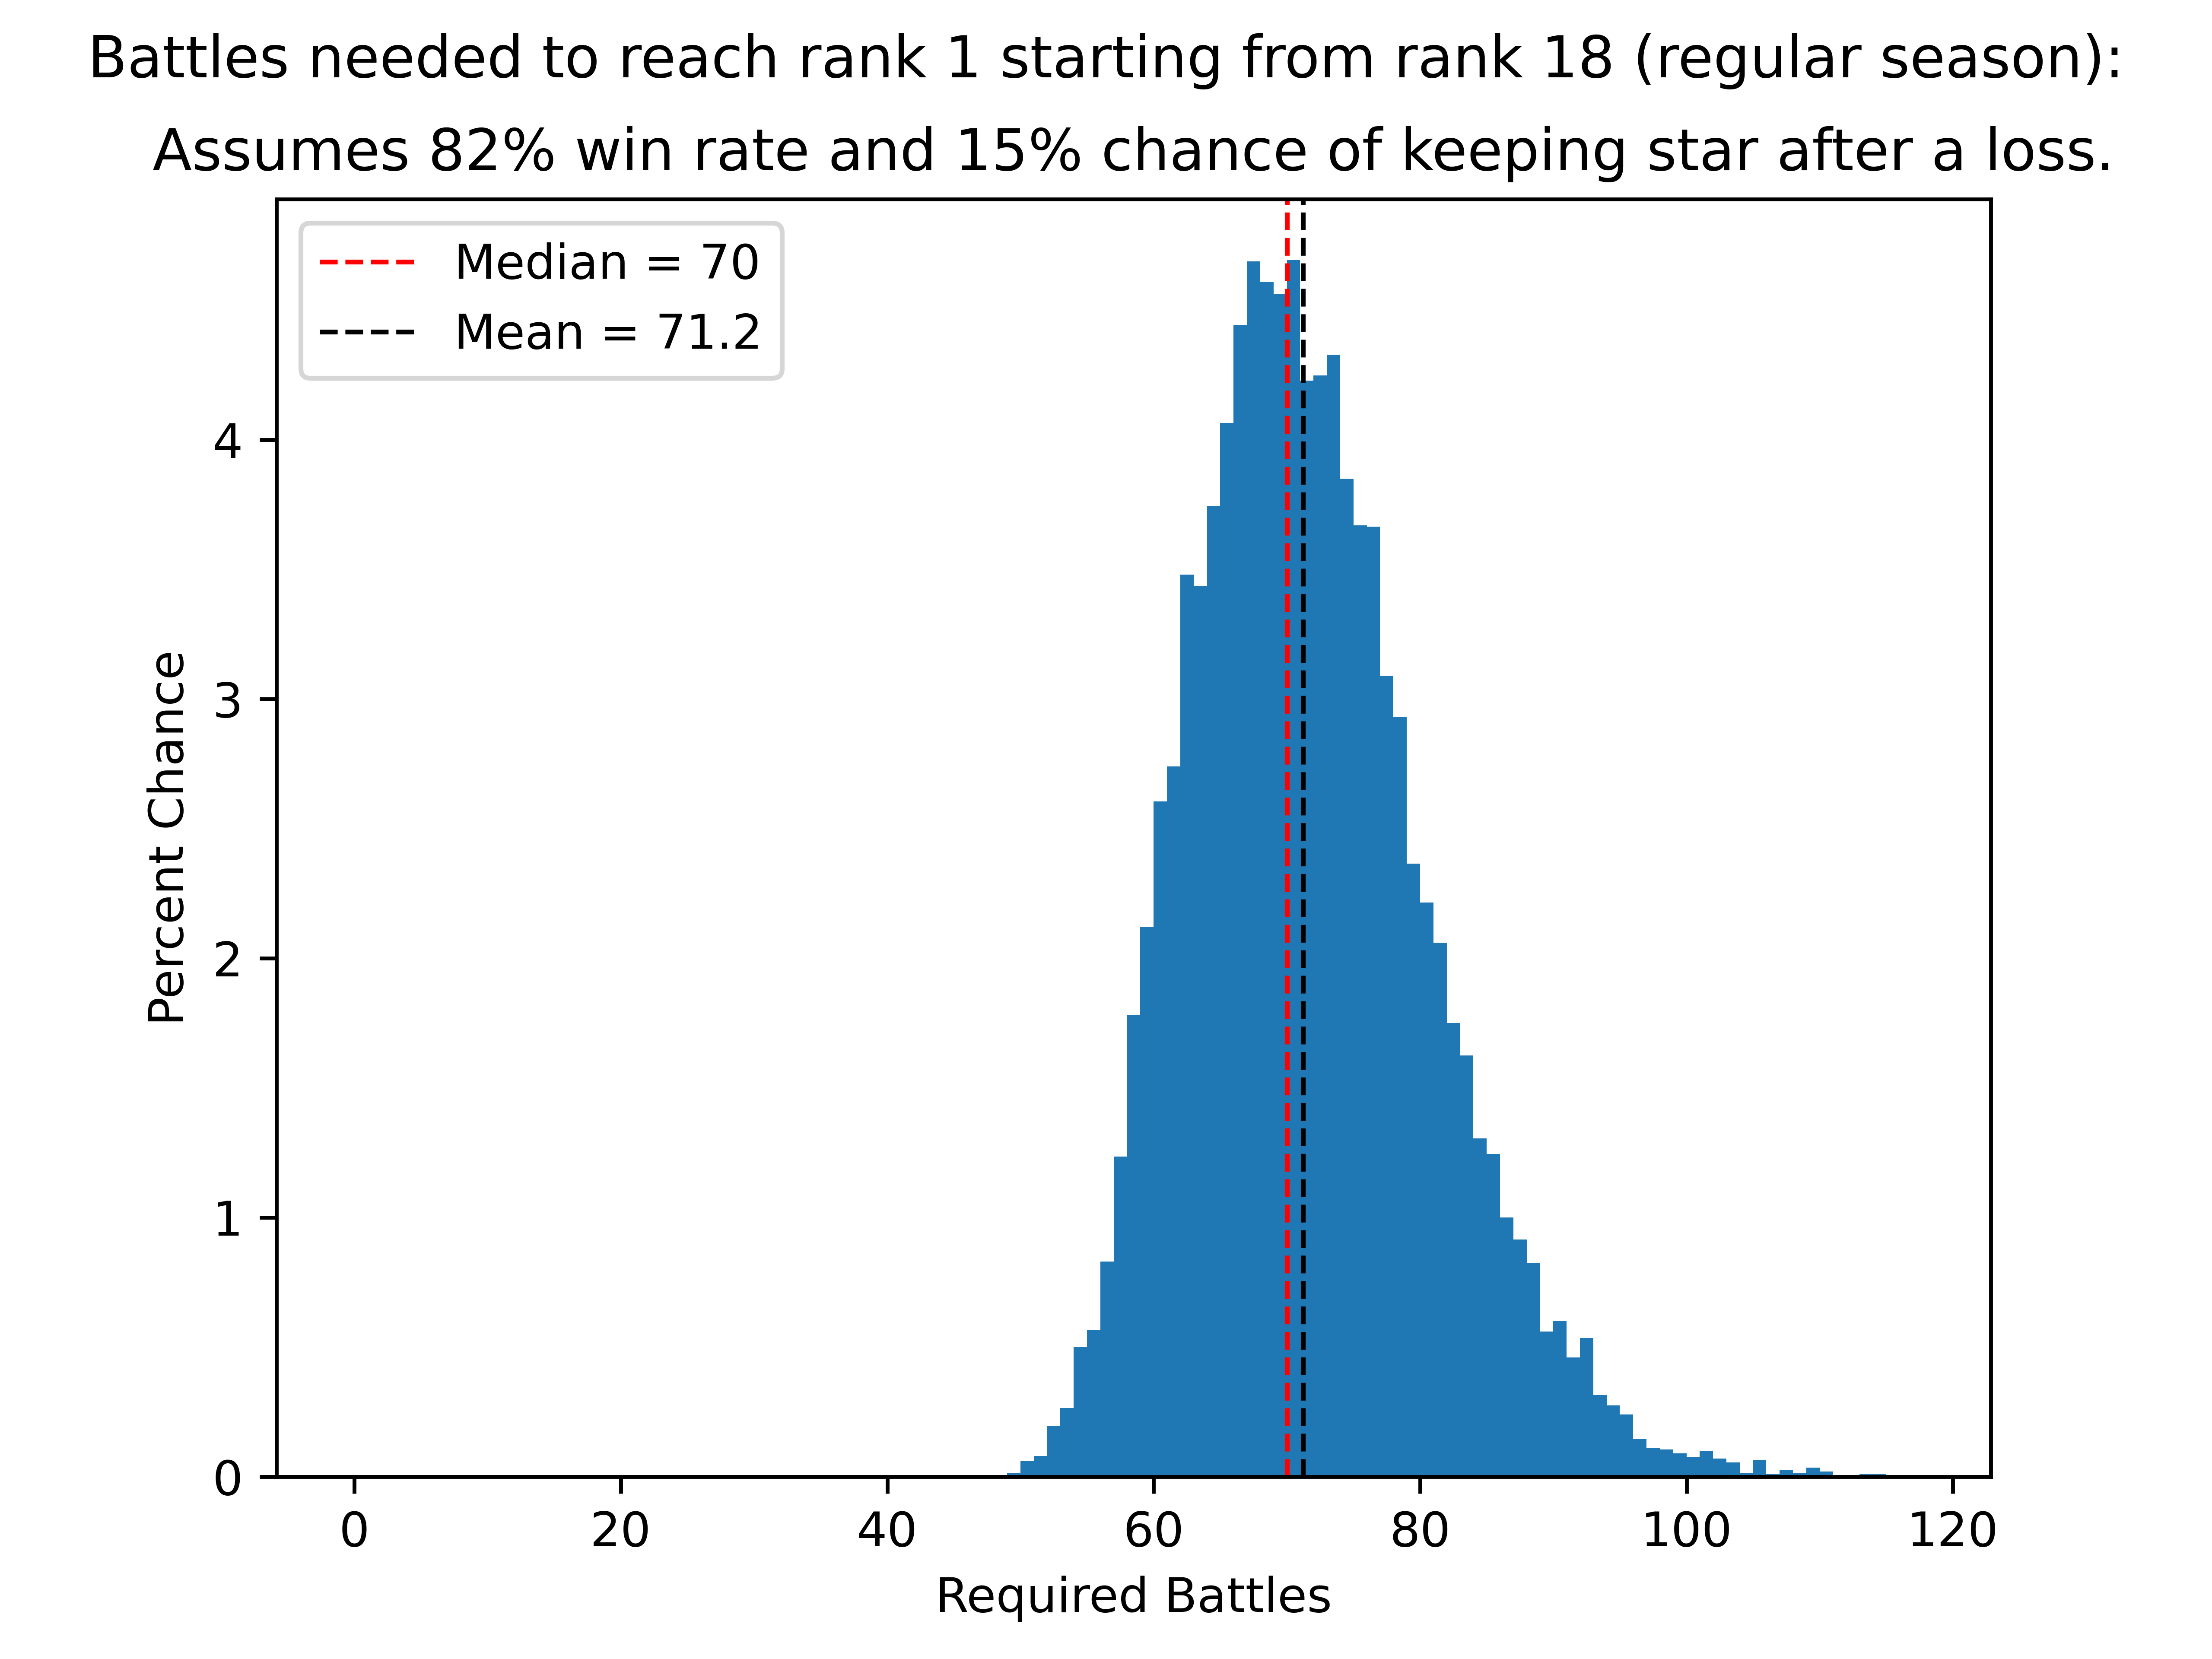 Battles needed to reach rank 1 starting from rank 18 (regular season):
Assumes 82% win rate and 15% chance of keeping star after a loss.
Median = 70
Mean = 71.2
Percent Chance
4
3
2
1
0
0 20 40 60 80 100 120
Required Battles